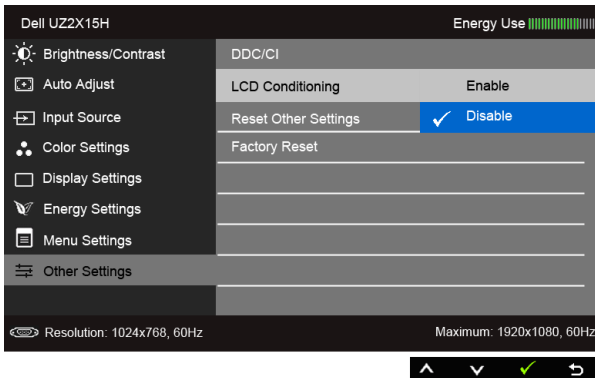 Dell UZ2X15H Energy Use
Brightness/Contrast DDC/CI
Auto Adjust LCD Conditioning Enable
Input Source Reset Other Settings Disable
Color Settings Factory Reset
Display Settings
Energy Settings
Menu Settings
Other Settings
Resolution: 1024x768, 60Hz Maximum: 1920x1080, 60Hz